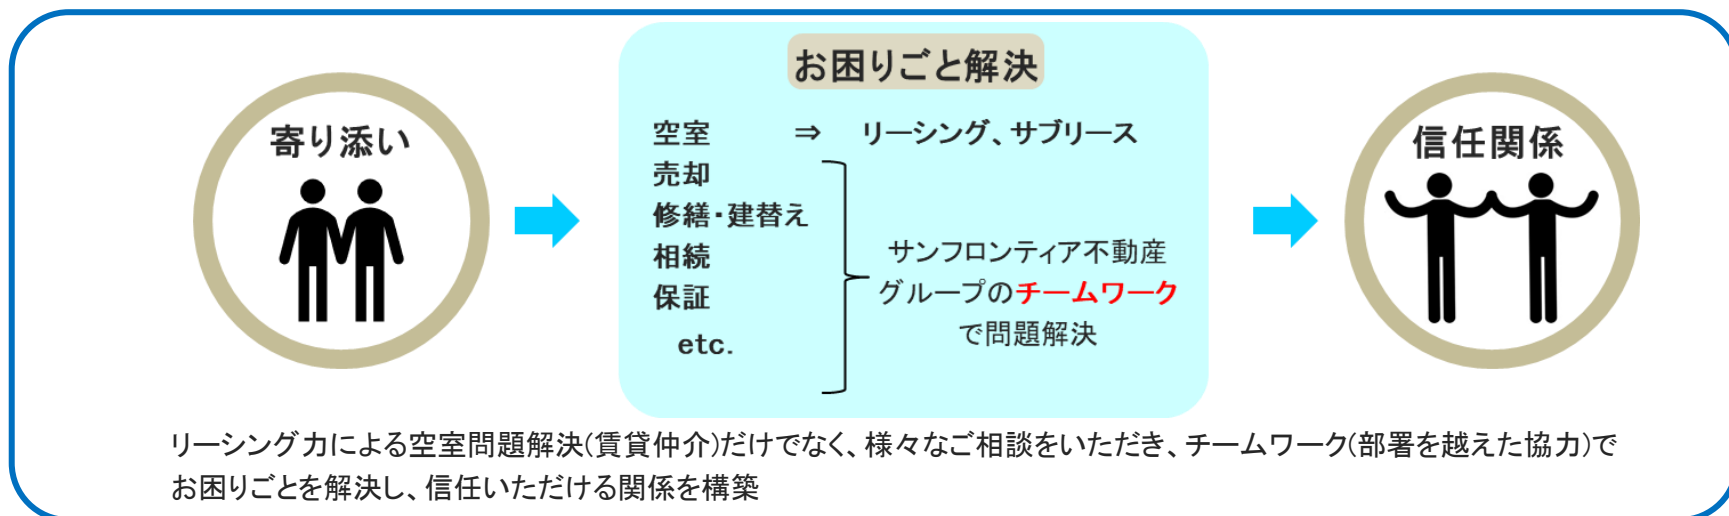 寄り添い
お困りごと解決
空室 ⇒ リーシング、サブリース
売却
修繕・建替え
相続
保証
etc.
サンフロンティア不動産
グループのチームワーク
で問題解決
信任関係
リーシング力による空室問題解決(賃貸仲介)だけでなく、様々なご相談をいただき、チームワーク(部署を越えた協力)で
お困りごとを解決し、信任いただける関係を構築